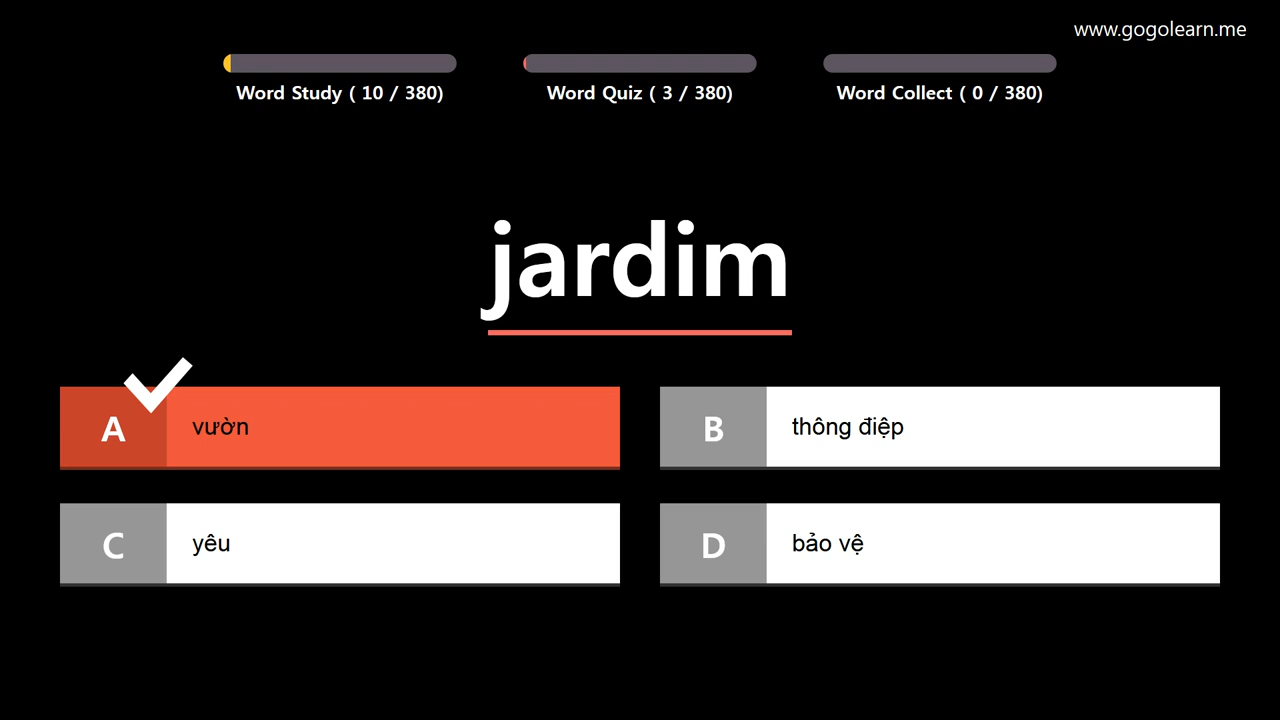 www.gogolearn.me
Word Study ( 10 / 380)
Word Quiz ( 3 / 380)
Word Collect ( 0 / 380)
jardim
A vườn
B thông điệp
C yêu
D bảo vệ